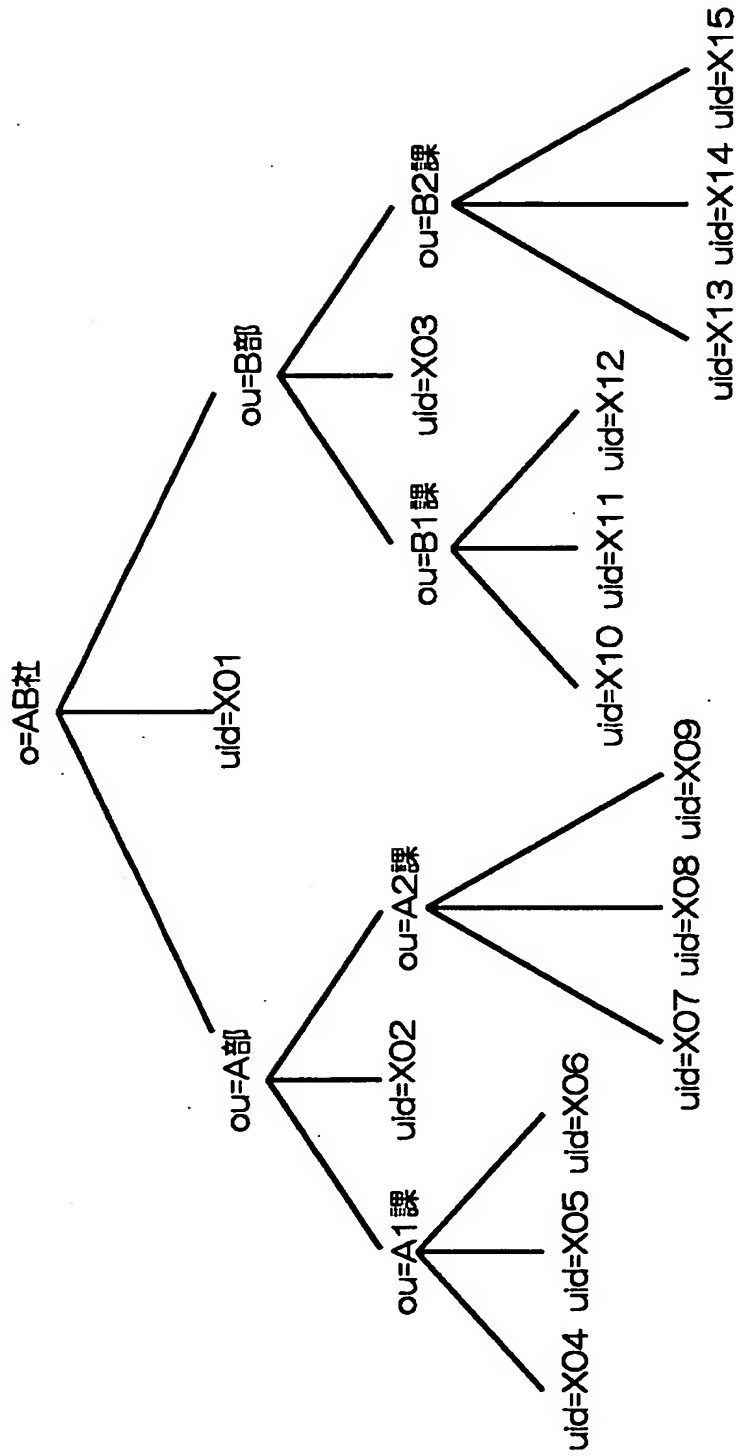 o=AB社
uid=X01
ou=A部
ou=B部
ou=A1課
uid=X02
ou=A2課
ou=B1課
uid=X03
ou=B2課
uid=X04 uid=X05 uid=X06
uid=X07 uid=X08 uid=X09
uid=X10 uid=X11 uid=X12
uid=X13 uid=X14 uid=X15